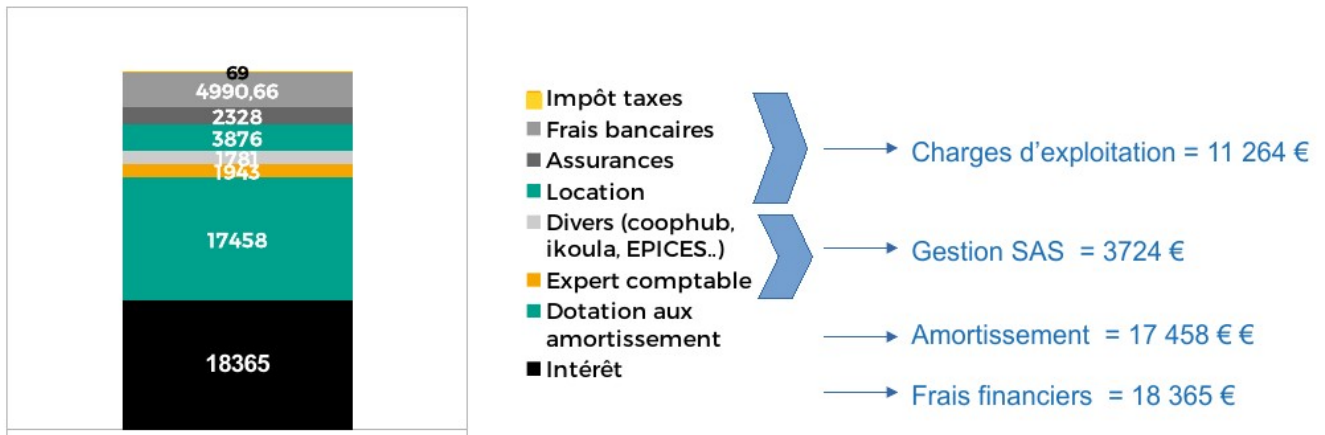 69
4990,66
2328
3876
1781
1943
17458
18365
Impôt taxes
Frais bancaires
Assurances
Location
Divers (coophub,
ikoula, EPICES..)
Expert comptable
Dotation aux
amortissement
Intérêt
Charges d'exploitation = 11 264 €
Gestion SAS = 3724 €
Amortissement = 17 458 € €
Frais financiers = 18 365 €